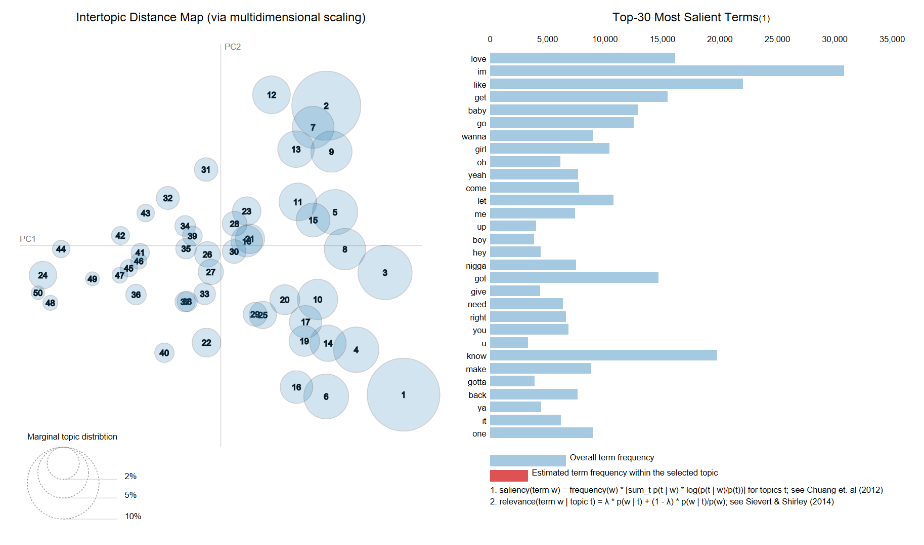 Intertopic Distance Map (via multidimensional scaling)
PC2
PC1
12
2
7
13
9
31
32
43
11
5
23
15
34
28
42
39
21
44
35
8
41
30
26
46
45
24
27
3
47
49
50
36
33
20
10
48
38
29
25
17
22
19
14
4
40
16
6
1
Marginal topic distribtion
2%
5%
10%
Top-30 Most Salient Terms(1)
0 5,000 10,000 15,000 20,000 25,000 30,000 35,000
love
im
like
get
baby
go
wanna
girl
oh
yeah
come
let
me
up
boy
hey
nigga
got
give
need
right
you
u
know
make
gotta
back
ya
it
one
Overall term frequency
Estimated term frequency within the selected topic
1. saliency(term w) = frequency(w) * [sum_t p(t | w) * log(p(t | w)/p(t))] for topics t; see Chuang et. al (2012)
2. relevance(term w | topic t) = λ * p(w | t) + (1 - λ) * p(w | t)/p(w); see Sievert & Shirley (2014)